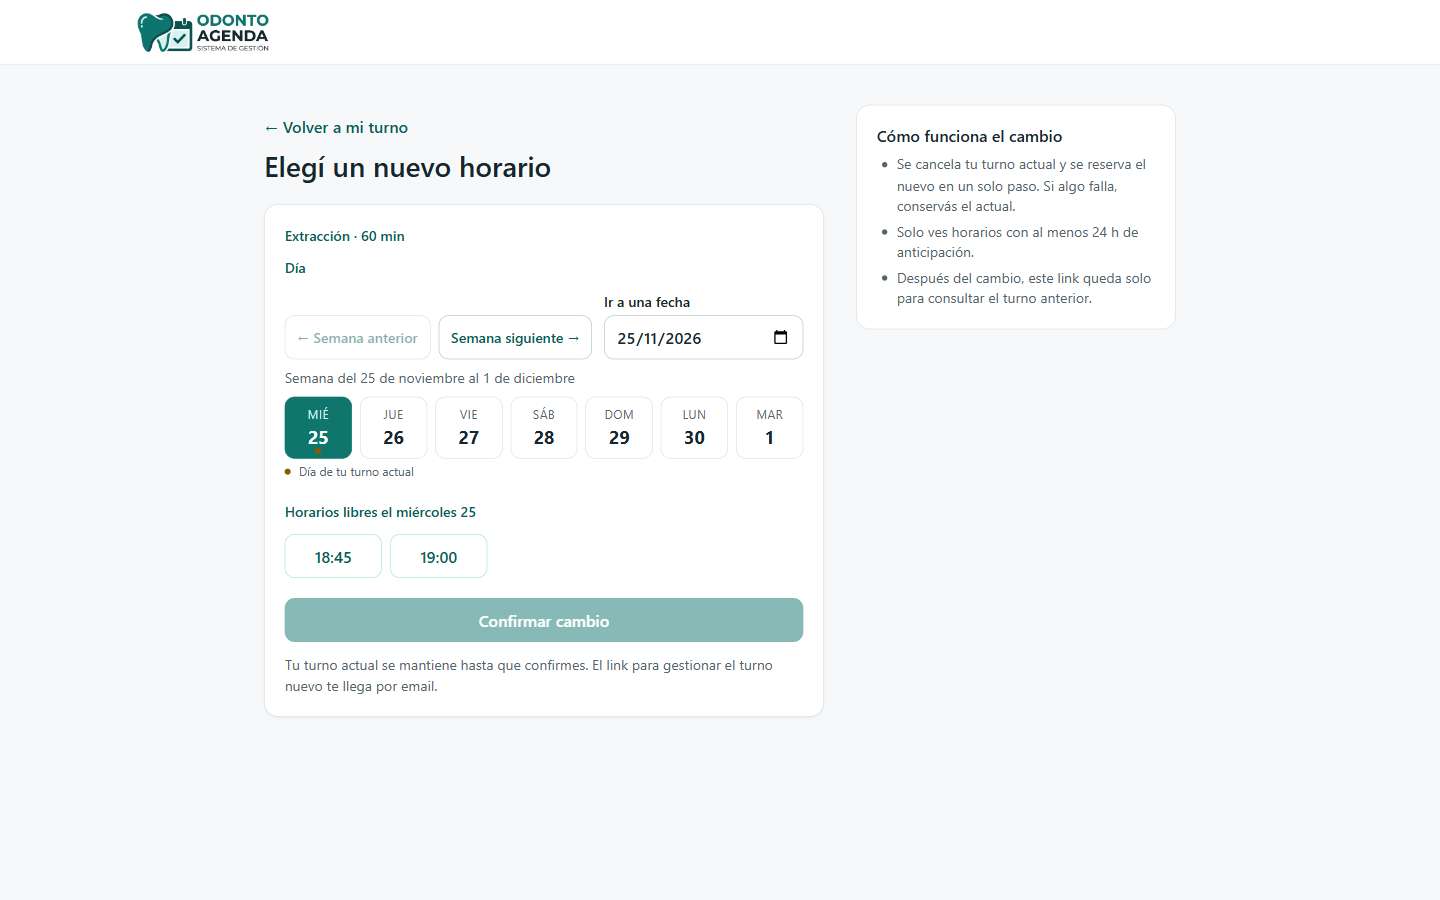 ODONTO
AGENDA
SISTEMA DE GESTIÓN
← Volver a mi turno
Elegí un nuevo horario
Extracción · 60 min
Día
Ir a una fecha
← Semana anterior
Semana siguiente →
25/11/2026
Semana del 25 de noviembre al 1 de diciembre
MIÉ JUE VIE SÁB DOM LUN MAR
25 26 27 28 29 30 1
Día de tu turno actual
Horarios libres el miércoles 25
18:45 19:00
Confirmar cambio
Tu turno actual se mantiene hasta que confirmes. El link para gestionar el turno
nuevo te llega por email.
Cómo funciona el cambio
• Se cancela tu turno actual y se reserva el
nuevo en un solo paso. Si algo falla,
conservás el actual.
• Solo ves horarios con al menos 24 h de
anticipación.
• Después del cambio, este link queda solo
para consultar el turno anterior.